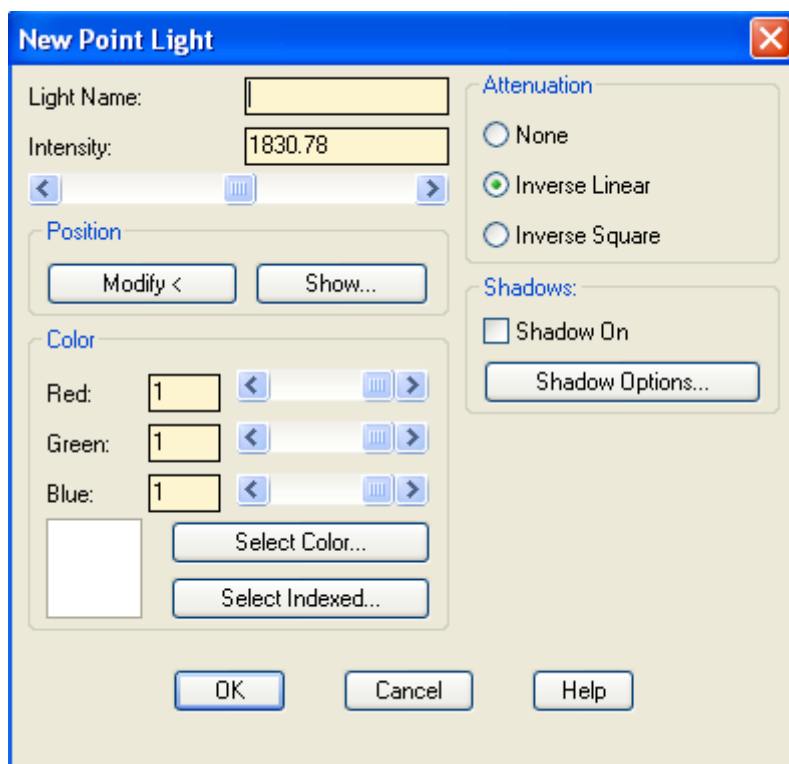 New Point Light
Light Name:
Intensity: 1830.78
Position
Modify < Show...
Color
Red: 1
Green: 1
Blue: 1
Select Color...
Select Indexed...
Attenuation
None
Inverse Linear
Inverse Square
Shadows:
Shadow On
Shadow Options...
OK Cancel Help